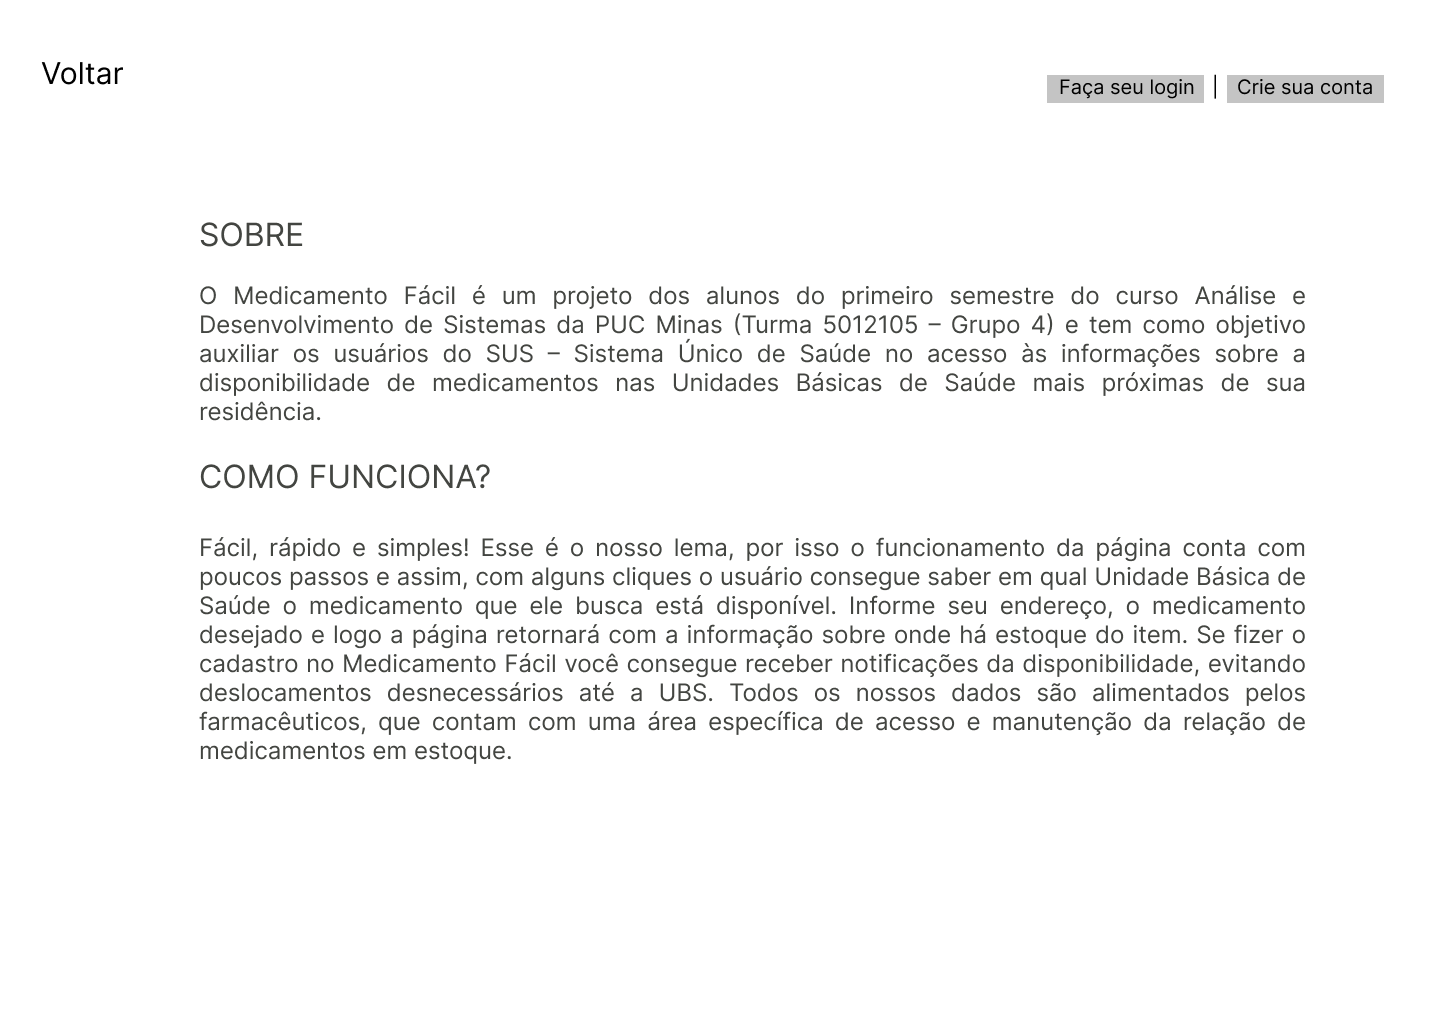 Voltar
Faça seu login | Crie sua conta
SOBRE
O Medicamento Fácil é um projeto dos alunos do primeiro semestre do curso Análise e
Desenvolvimento de Sistemas da PUC Minas (Turma 5012105 – Grupo 4) e tem como objetivo
auxiliar os usuários do SUS – Sistema Único de Saúde no acesso às informações sobre a
disponibilidade de medicamentos nas Unidades Básicas de Saúde mais próximas de sua
residência.
COMO FUNCIONA?
Fácil, rápido e simples! Esse é o nosso lema, por isso o funcionamento da página conta com
poucos passos e assim, com alguns cliques o usuário consegue saber em qual Unidade Básica de
Saúde o medicamento que ele busca está disponível. Informe seu endereço, o medicamento
desejado e logo a página retornará com a informação sobre onde há estoque do item. Se fizer o
cadastro no Medicamento Fácil você consegue receber notificações da disponibilidade, evitando
deslocamentos desnecessários até a UBS. Todos os nossos dados são alimentados pelos
farmacêuticos, que contam com uma área específica de acesso e manutenção da relação de
medicamentos em estoque.